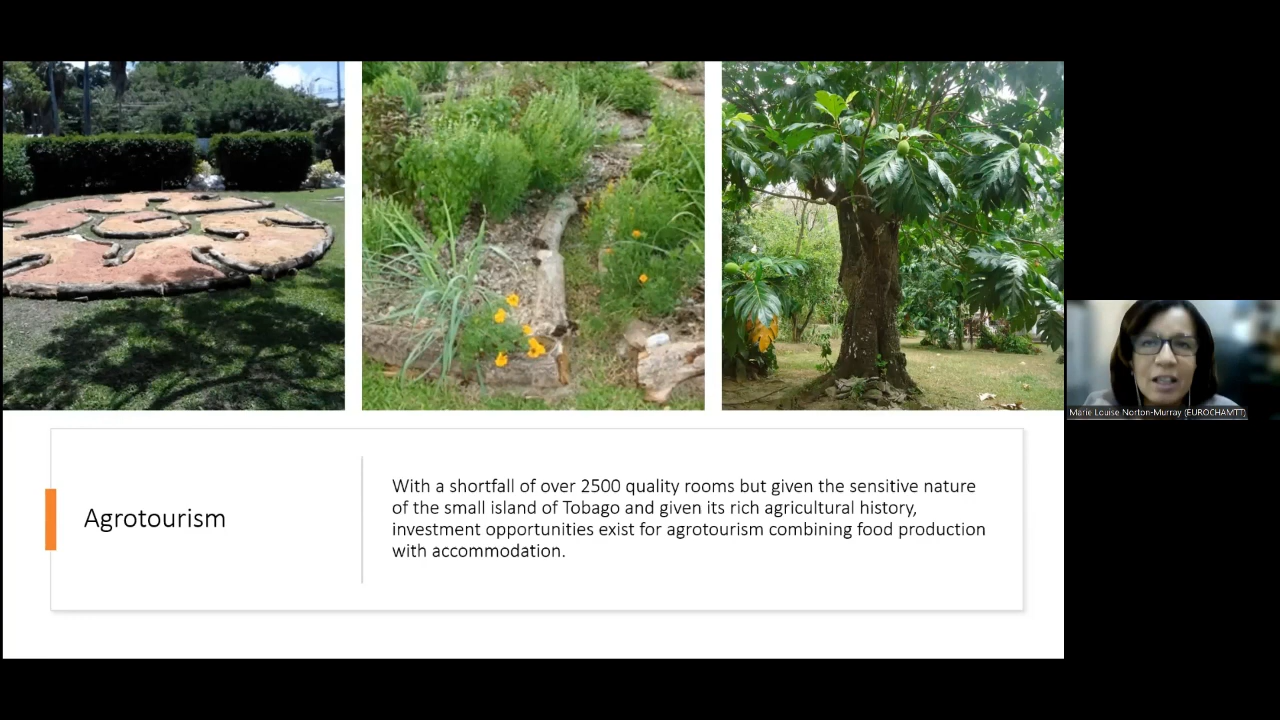 Agrotourism
With a shortfall of over 2500 quality rooms but given the sensitive nature
of the small island of Tobago and given its rich agricultural history,
investment opportunities exist for agrotourism combining food production
with accommodation.
Marie Louise Norton-Murray (EUROCHAMTT)